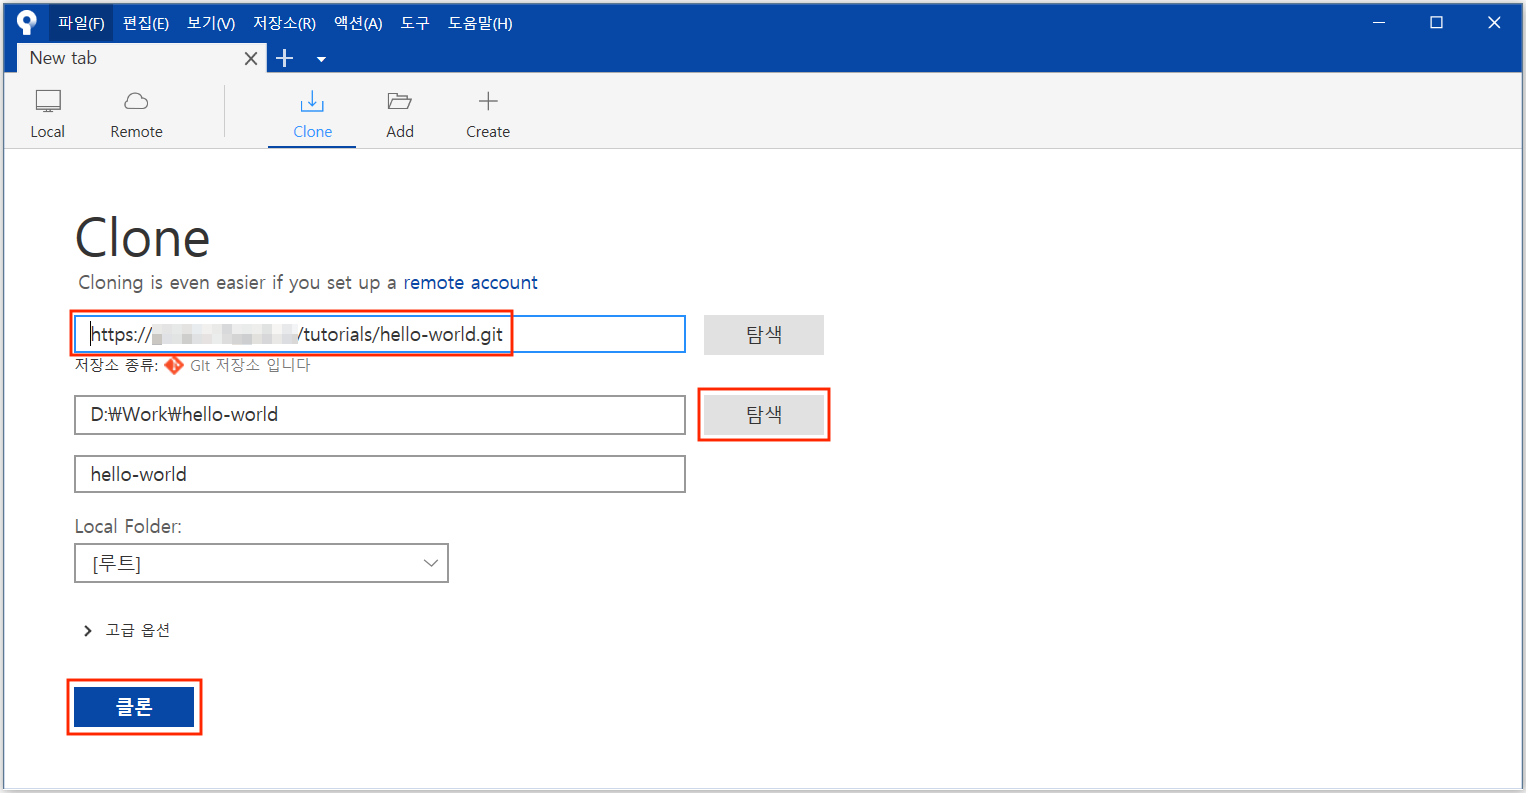 파일(F) 편집(E) 보기(V) 저장소(R) 액션(A) 도구 도움말(H)
New tab
Local Remote Clone Add Create
Clone
Cloning is even easier if you set up a remote account
https:// /tutorials/hello-world.git 탐색
저장소 종류: GIt 저장소 입니다
D:₩Work₩hello-world 탐색
hello-world
Local Folder:
[루트]
고급 옵션
클론